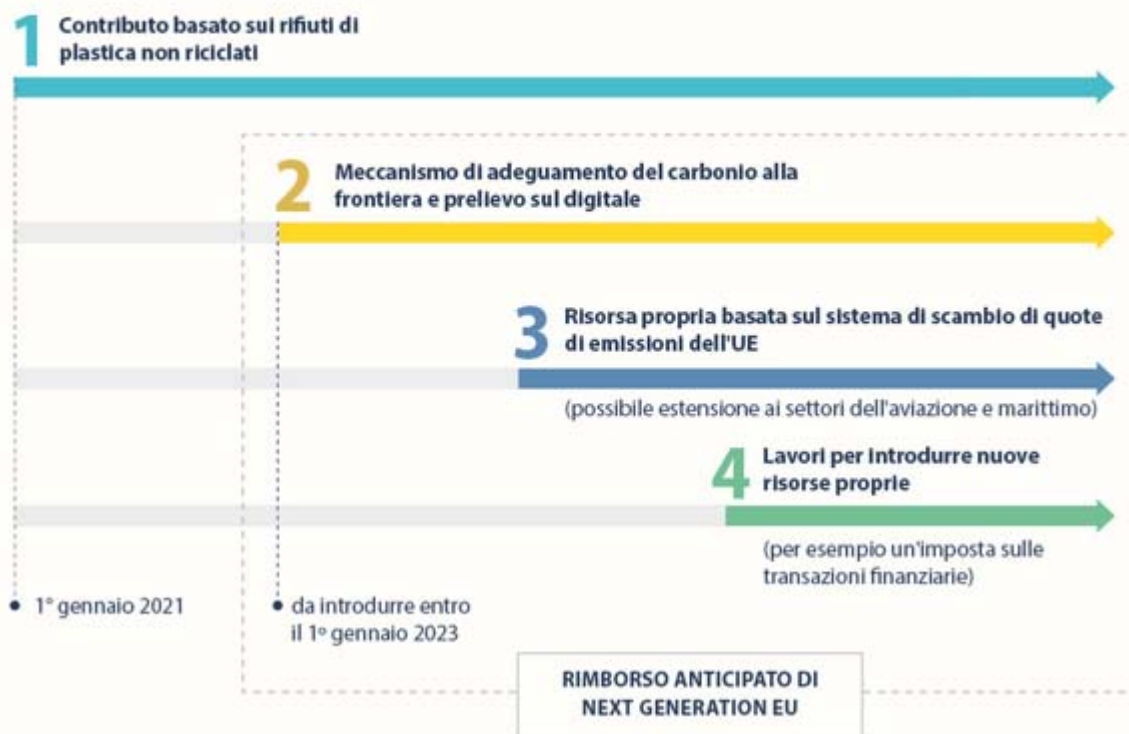 1
Contributo basato sui rifiuti di
plastica non riciclati
2
Meccanismo di adeguamento del carbonio alla
frontiera e prelievo sul digitale
3
Risorsa propria basata sul sistema di scambio di quote
di emissioni dell'UE
(possibile estensione ai settori dell'aviazione e marittimo)
4
Lavori per introdurre nuove
risorse proprie
(per esempio un'imposta sulle
transazioni finanziarie)
• 1° gennaio 2021
• da introdurre entro
il 1º gennaio 2023
RIMBORSO ANTICIPATO DI
NEXT GENERATION EU